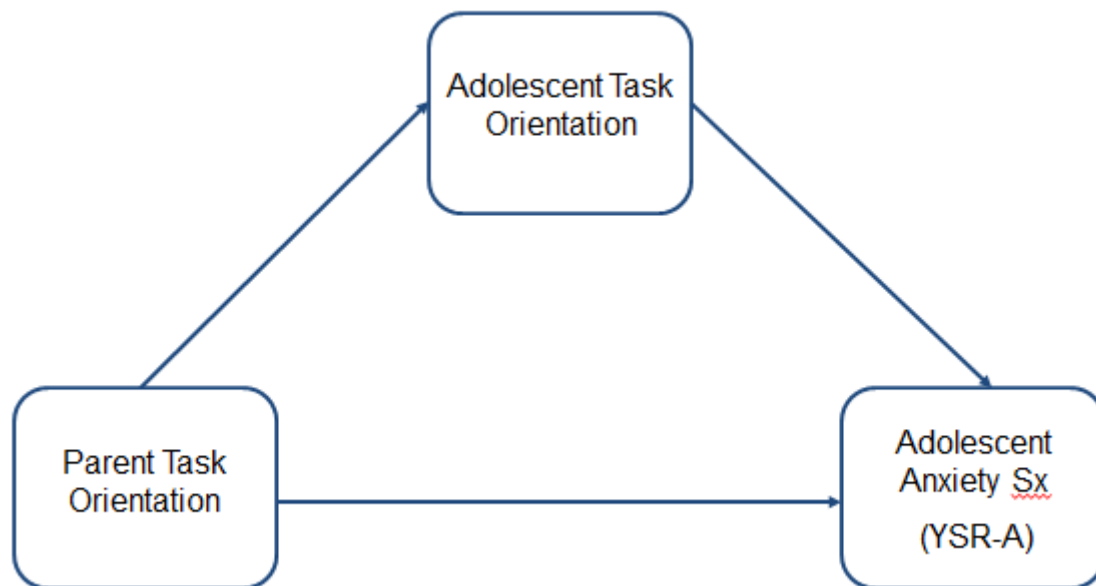 Adolescent Task
Orientation
Parent Task
Orientation
Adolescent
Anxiety Sx
(YSR-A)